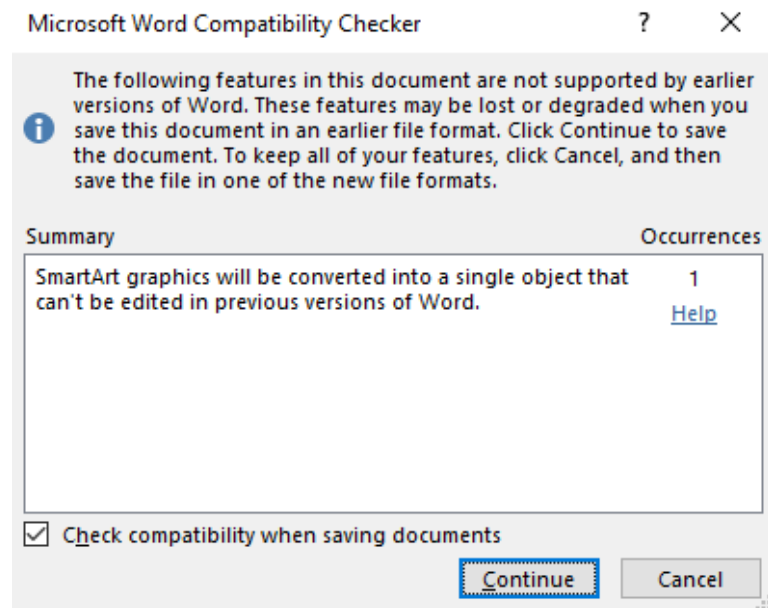 Microsoft Word Compatibility Checker ? ×
The following features in this document are not supported by earlier
versions of Word. These features may be lost or degraded when you
save this document in an earlier file format. Click Continue to save
the document. To keep all of your features, click Cancel, and then
save the file in one of the new file formats.
Summary Occurrences
SmartArt graphics will be converted into a single object that 1
can't be edited in previous versions of Word.
Help
Check compatibility when saving documents
Continue Cancel